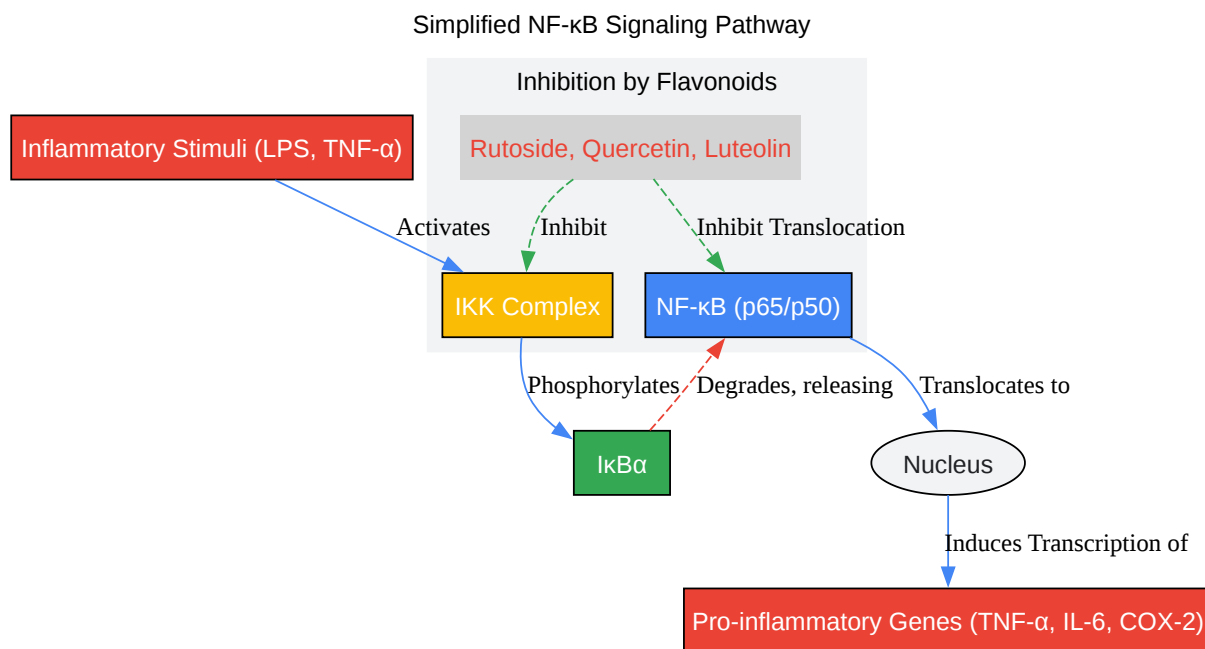 Simplified NF-κB Signaling Pathway
Inhibition by Flavonoids
Inflammatory Stimuli (LPS, TNF-α)
Rutoside, Quercetin, Luteolin
Activates
Inhibit
Inhibit Translocation
IKK Complex
NF-κB (p65/p50)
Phosphorylates
Degrades, releasing
Translocates to
IκBα
Nucleus
Induces Transcription of
Pro-inflammatory Genes (TNF-α, IL-6, COX-2)